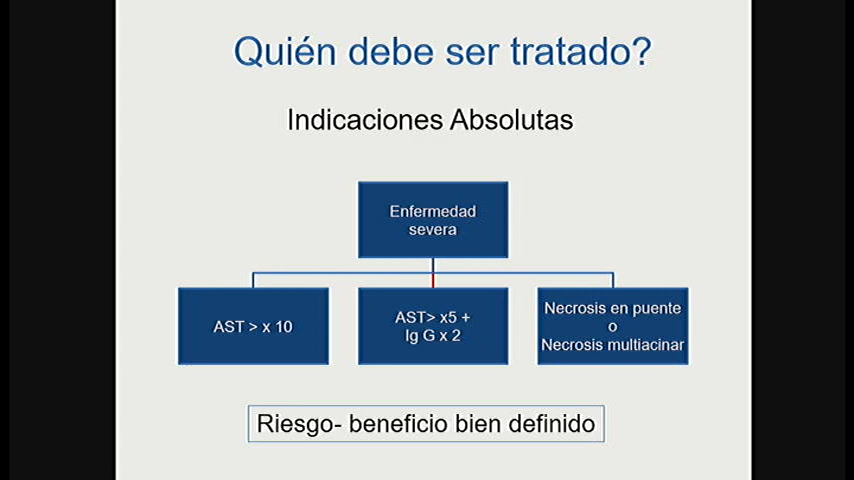 Quién debe ser tratado?
Indicaciones Absolutas
Enfermedad
severa
AST > x 10
AST> x5 +
Ig G x 2
Necrosis en puente
o
Necrosis multiacinar
Riesgo- beneficio bien definido